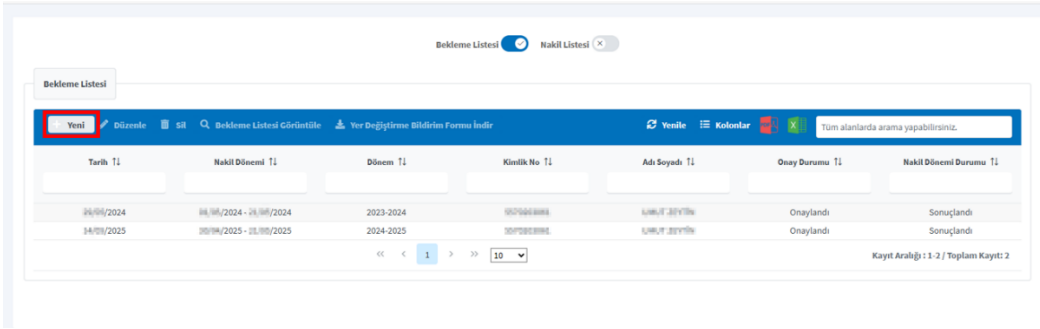 Bekleme Listesi Nakil Listesi
Bekleme Listesi
Yeni Düzenle Sil Bekleme Listesi Görüntüle Yer Değiştirme Bildirim Formu İndir Yenile Kolonlar Tüm alanlarda arama yapabilirsiniz.
Tarih Nakil Dönemi Dönem Kimlik No Adı Soyadı Onay Durumu Nakil Dönemi Durumu
/2024 /2024 - /2024 2023-2024 Onaylandı Sonuçlandı
/2025 /2025 - /2025 2024-2025 Onaylandı Sonuçlandı
<< < 1 > >> 10 Kayıt Aralığı : 1-2 / Toplam Kayıt: 2